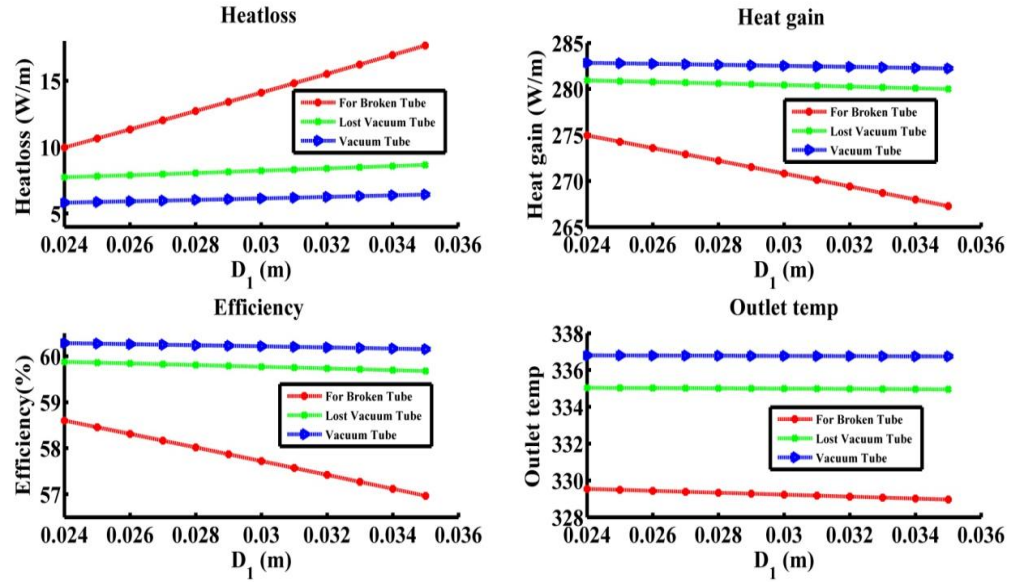 Heatloss
Heatloss (W/m)
15
10
5
For Broken Tube
Lost Vacuum Tube
Vacuum Tube
0.024 0.026 0.028 0.03 0.032 0.034 0.036
D1 (m)
Heat gain
Heat gain (W/m)
285
280
275
270
265
For Broken Tube
Lost Vacuum Tube
Vacuum Tube
0.024 0.026 0.028 0.03 0.032 0.034 0.036
D1 (m)
Efficiency
Efficiency(%)
60
59
58
57
For Broken Tube
Lost Vacuum Tube
Vacuum Tube
0.024 0.026 0.028 0.03 0.032 0.034 0.036
D1 (m)
Outlet temp
Outlet temp
338
336
334
332
330
328
For Broken Tube
Lost Vacuum Tube
Vacuum Tube
0.024 0.026 0.028 0.03 0.032 0.034 0.036
D1 (m)